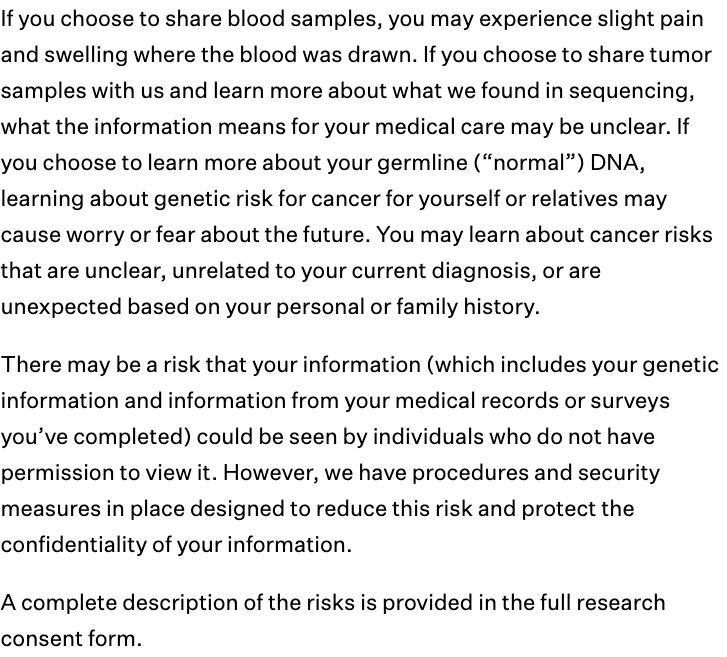 If you choose to share blood samples, you may experience slight pain
and swelling where the blood was drawn. If you choose to share tumor
samples with us and learn more about what we found in sequencing,
what the information means for your medical care may be unclear. If
you choose to learn more about your germline (“normal”) DNA,
learning about genetic risk for cancer for yourself or relatives may
cause worry or fear about the future. You may learn about cancer risks
that are unclear, unrelated to your current diagnosis, or are
unexpected based on your personal or family history.
There may be a risk that your information (which includes your genetic
information and information from your medical records or surveys
you’ve completed) could be seen by individuals who do not have
permission to view it. However, we have procedures and security
measures in place designed to reduce this risk and protect the
confidentiality of your information.
A complete description of the risks is provided in the full research
consent form.